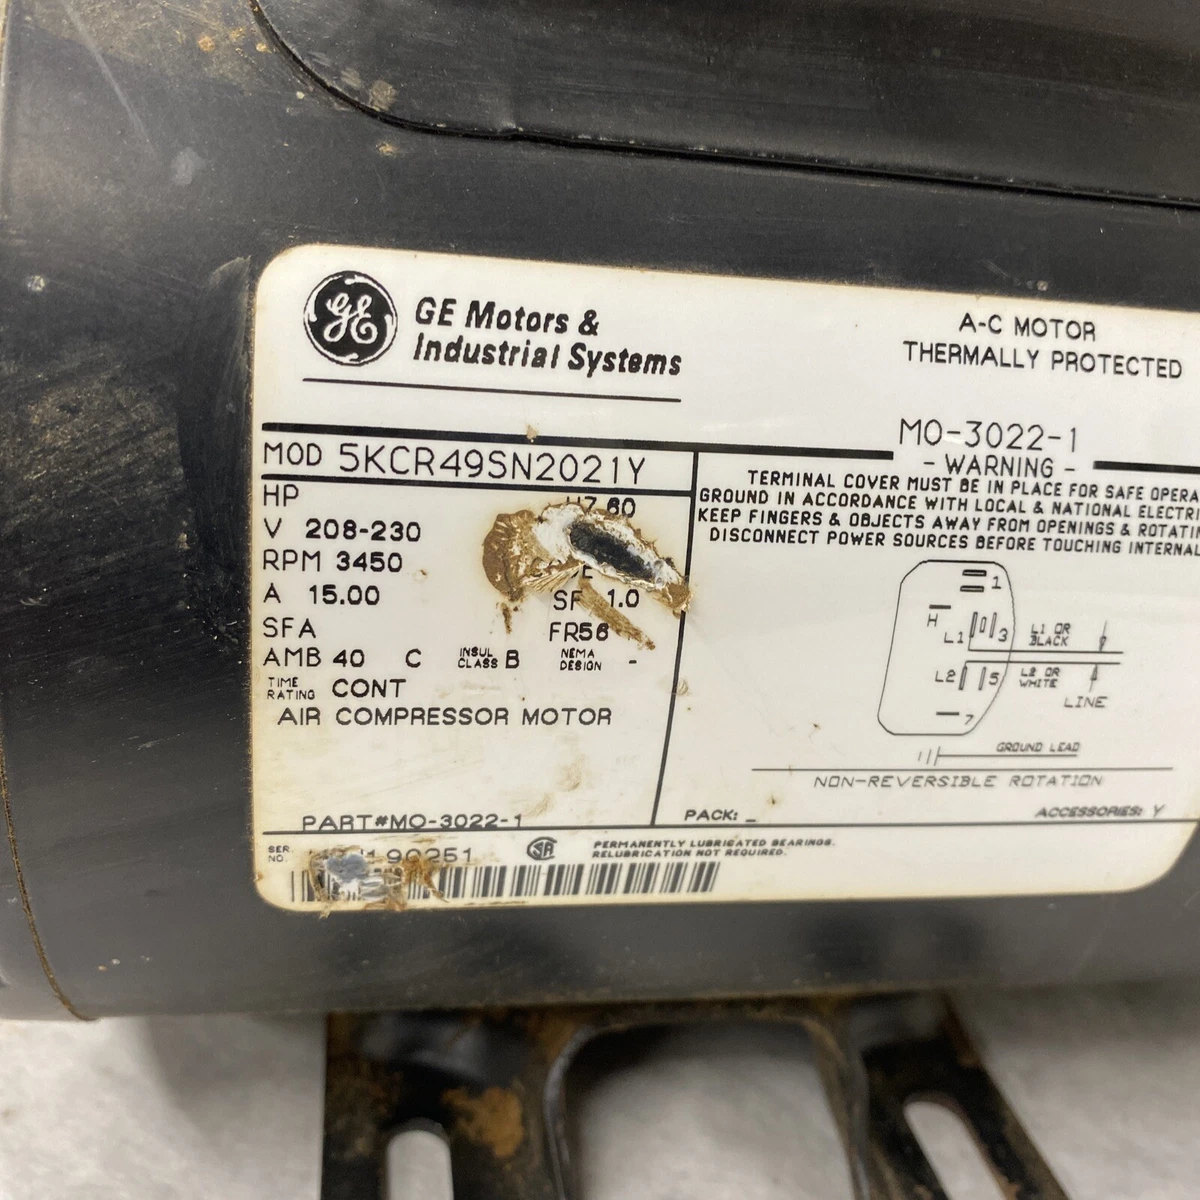 GE
GE Motors &
Industrial Systems
A-C MOTOR
THERMALLY PROTECTED
MO-3022-1
MOD 5KCR49SN2021Y
- WARNING -
TERMINAL COVER MUST BE IN PLACE FOR SAFE OPERA
GROUND IN ACCORDANCE WITH LOCAL & NATIONAL ELECTRI
KEEP FINGERS & OBJECTS AWAY FROM OPENINGS & ROTATIN
DISCONNECT POWER SOURCES BEFORE TOUCHING INTERNAL
HP
60
V 208-230
RPM 3450
A 15.00
SF 1.0
SFA
FR56
AMB 40 C INSUL CLASS B NEMA DESIGN -
TIME RATING CONT
AIR COMPRESSOR MOTOR
1
H
L1
3
L1 OR
BLACK
L2
5
L2 OR
WHITE
LINE
7
GROUND LEAD
NON-REVERSIBLE ROTATION
PART#MO-3022-1
PACK: _
ACCESSORIES: Y
SER.
NO.
90251
PERMANENTLY LUBRICATED BEARINGS.
RELUBRICATION NOT REQUIRED.